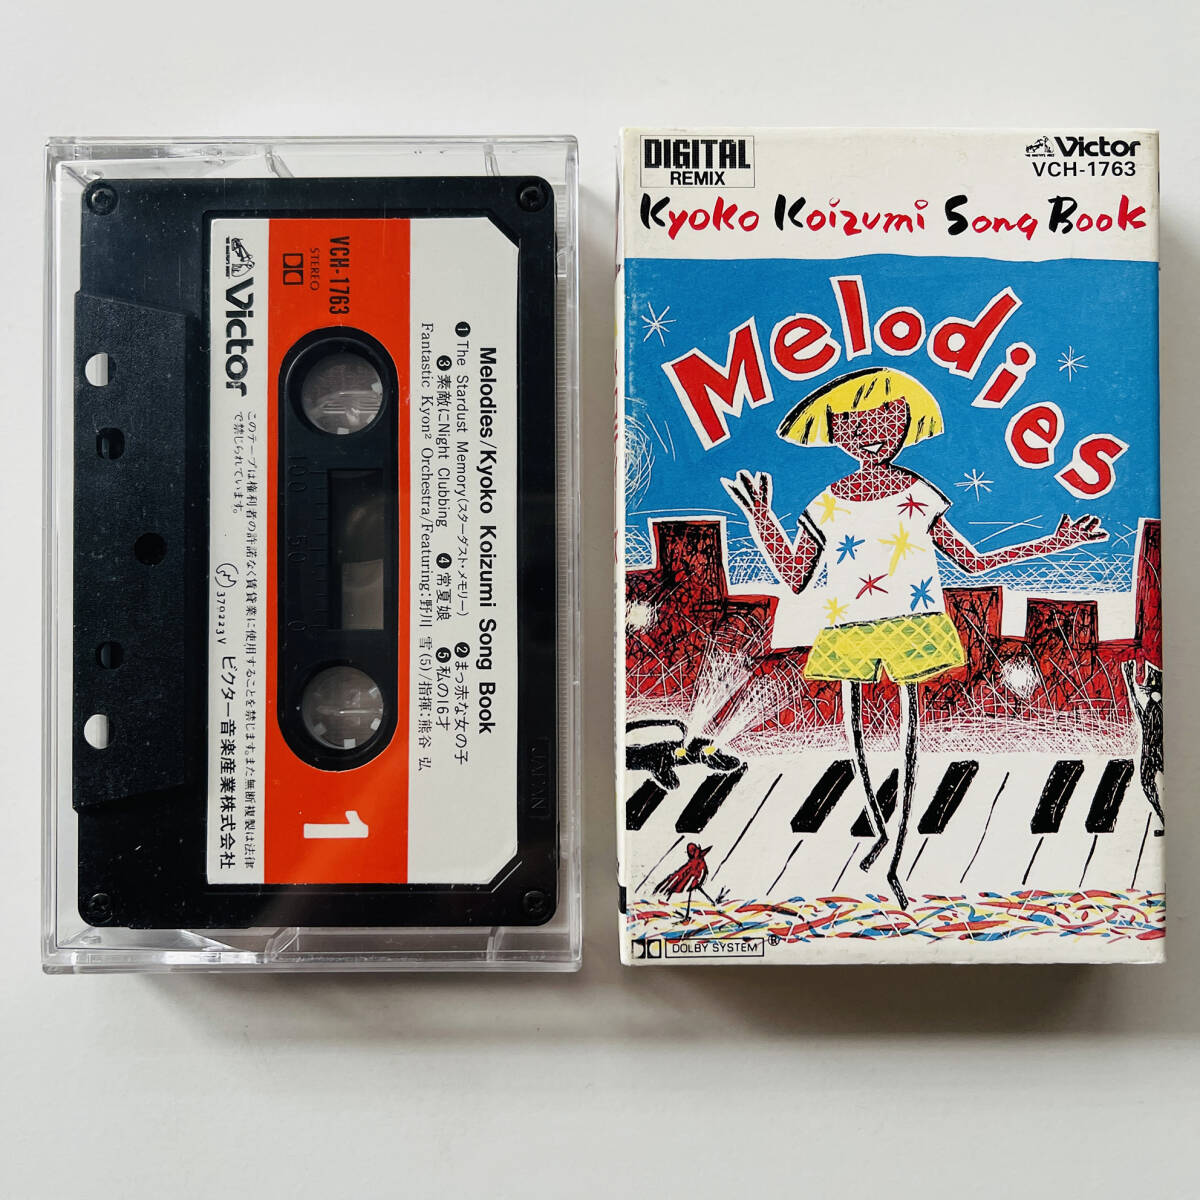 Melodies/Kyoko Koizumi Song Book
❶The Stardust Memory(スターダスト・メモリー) ❷まっ赤な女の子
❸素敵にNight Clubbing ❹常夏娘 ❺私の16才
Fantastic Kyon² Orchestra/Featuring:野川 雪(5)/指揮:熊谷 弘
VCH-1763
STEREO
100 50 0
1
Victor
このテープは権利者の許諾なく賃貸業に使用することを禁じます。また無断複製は法律
で禁じられています。
370223V ビクター音楽産業株式会社
JAPAN
DIGITAL
REMIX
Victor
VCH-1763
Kyoko Koizumi Song Book
Melodies
DOLBY SYSTEM ®